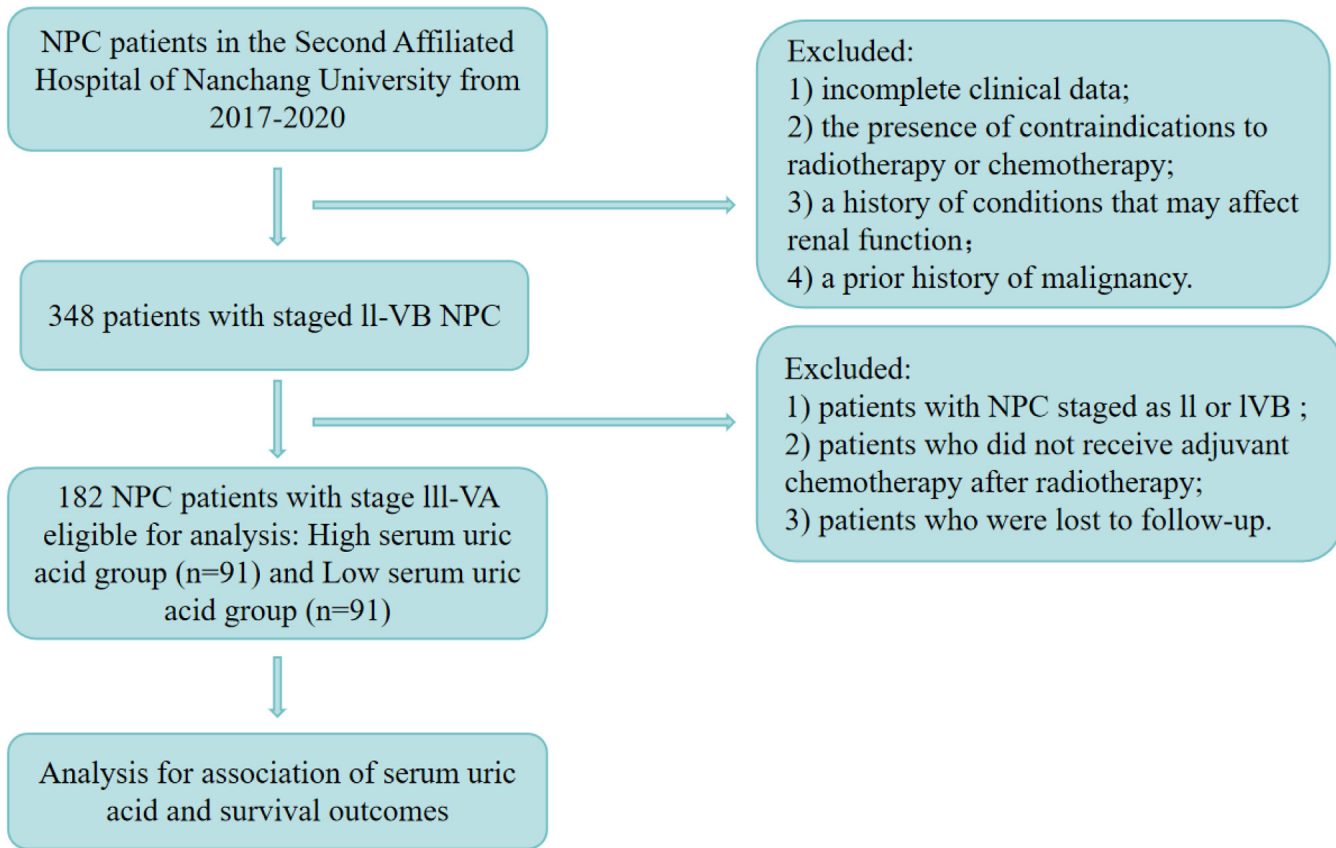 NPC patients in the Second Affiliated
Hospital of Nanchang University from
2017-2020
Excluded:
1) incomplete clinical data;
2) the presence of contraindications to
radiotherapy or chemotherapy;
3) a history of conditions that may affect
renal function；
4) a prior history of malignancy.
348 patients with staged ll-VB NPC
Excluded:
1) patients with NPC staged as ll or lVB ;
2) patients who did not receive adjuvant
chemotherapy after radiotherapy;
3) patients who were lost to follow-up.
182 NPC patients with stage lll-VA
eligible for analysis: High serum uric
acid group (n=91) and Low serum uric
acid group (n=91)
Analysis for association of serum uric
acid and survival outcomes